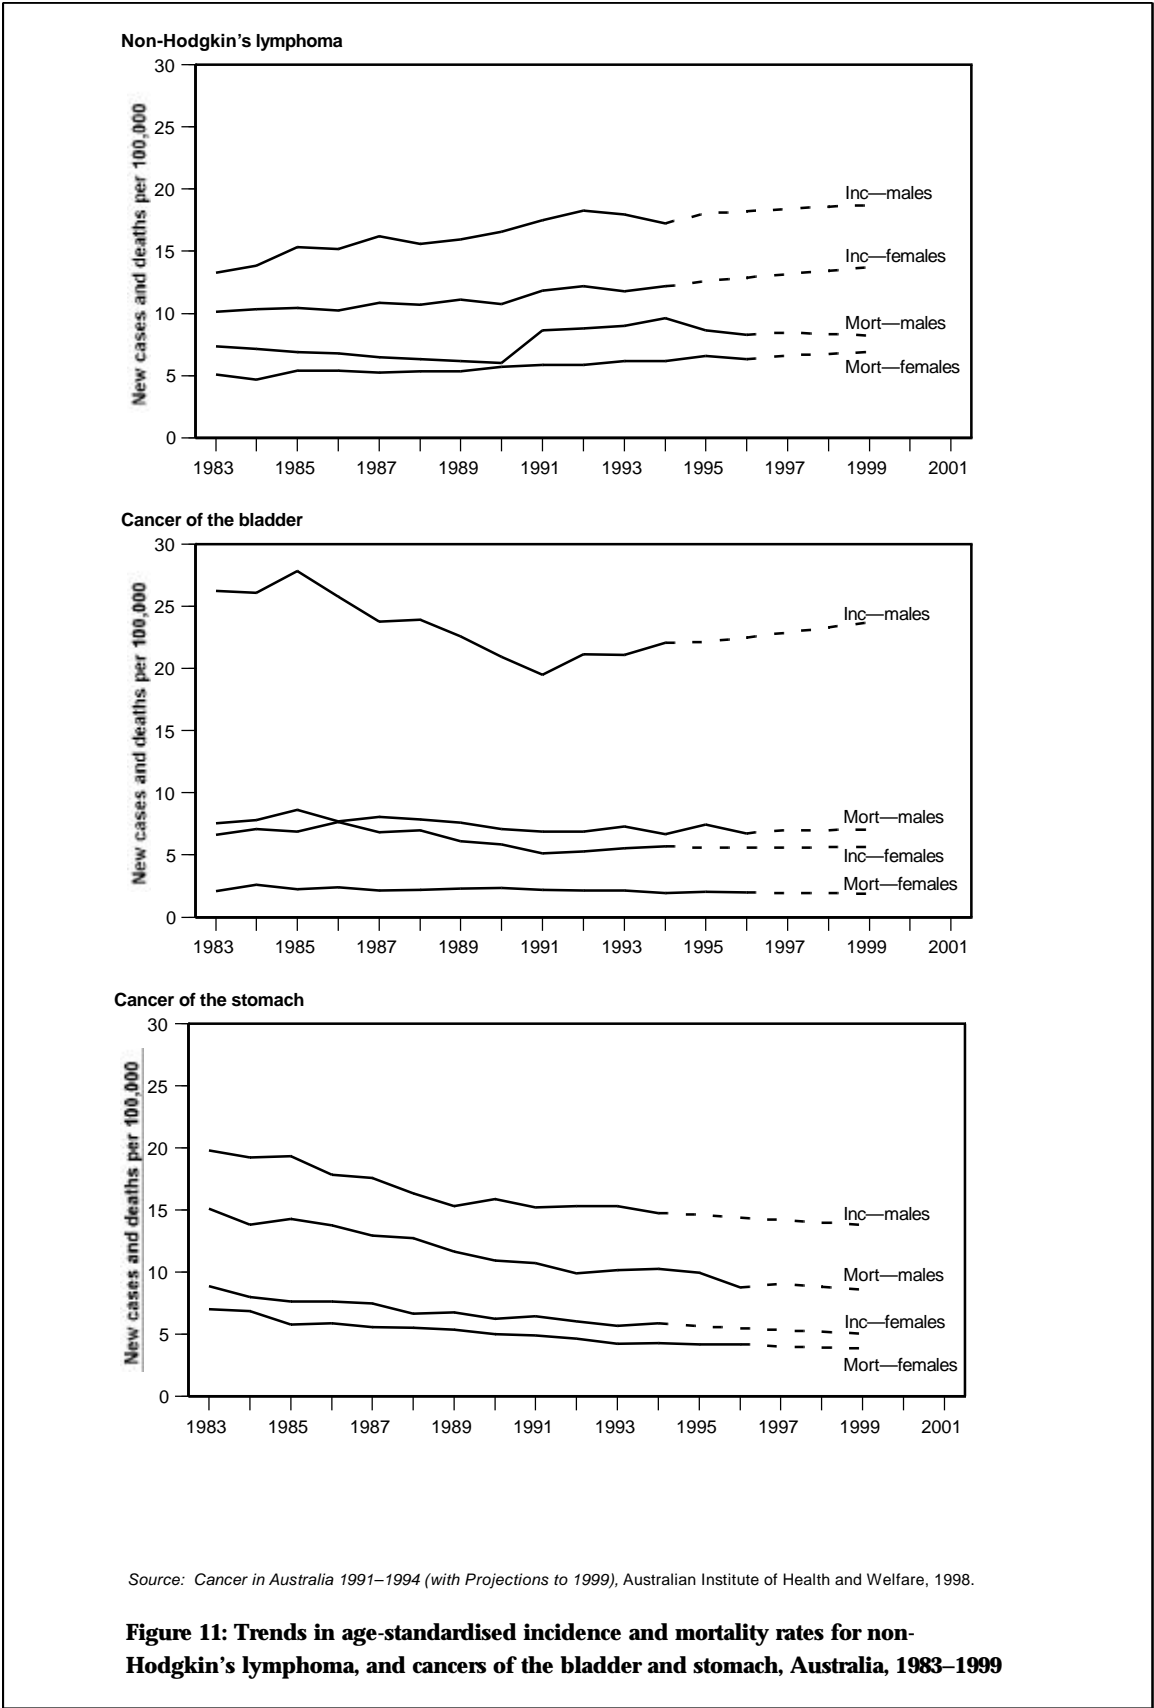 Non-Hodgkin’s lymphoma
New cases and deaths per 100,000
30
25
20
15
10
5
0
Inc—males
Inc—females
Mort—males
Mort—females
1983 1985 1987 1989 1991 1993 1995 1997 1999 2001
Cancer of the bladder
New cases and deaths per 100,000
30
25
20
15
10
5
0
Inc—males
Mort—males
Inc—females
Mort—females
1983 1985 1987 1989 1991 1993 1995 1997 1999 2001
Cancer of the stomach
New cases and deaths per 100,000
30
25
20
15
10
5
0
Inc—males
Mort—males
Inc—females
Mort—females
1983 1985 1987 1989 1991 1993 1995 1997 1999 2001
Source: Cancer in Australia 1991–1994 (with Projections to 1999), Australian Institute of Health and Welfare, 1998.
Figure 11: Trends in age-standardised incidence and mortality rates for non-
Hodgkin’s lymphoma, and cancers of the bladder and stomach, Australia, 1983–1999